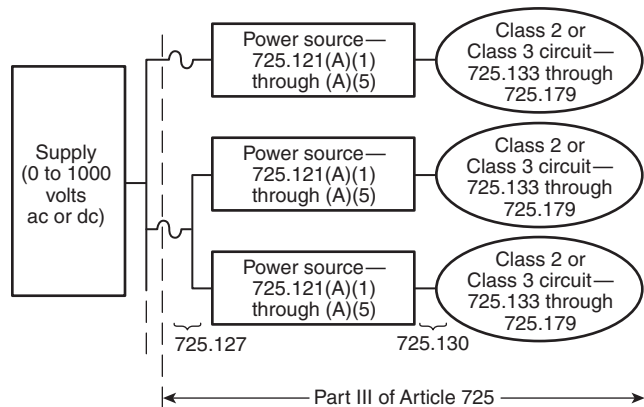 Supply
(0 to 1000
volts
ac or dc)
Power source—
725.121(A)(1)
through (A)(5)
Class 2 or
Class 3 circuit—
725.133 through
725.179
Power source—
725.121(A)(1)
through (A)(5)
Class 2 or
Class 3 circuit—
725.133 through
725.179
Power source—
725.121(A)(1)
through (A)(5)
Class 2 or
Class 3 circuit—
725.133 through
725.179
725.127
725.130
Part III of Article 725